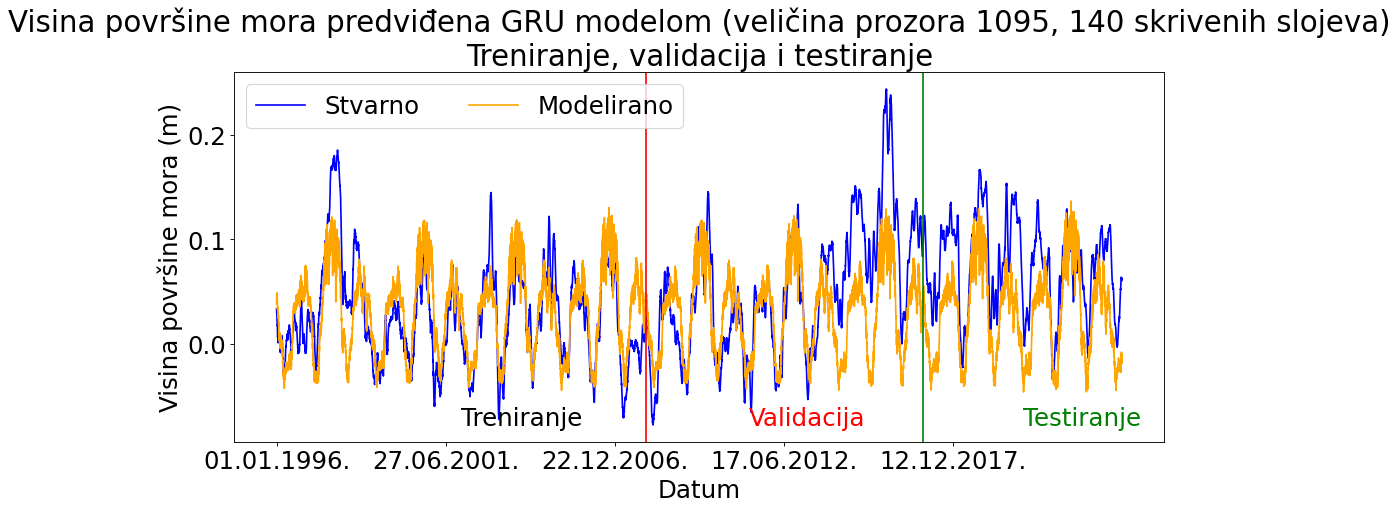 Visina površine mora predviđena GRU modelom (veličina prozora 1095, 140 skrivenih slojeva)
Treniranje, validacija i testiranje
Stvarno
Modelirano
Visina površine mora (m)
0.2
0.1
0.0
Treniranje
Validacija
Testiranje
01.01.1996.
27.06.2001.
22.12.2006.
17.06.2012.
12.12.2017.
Datum